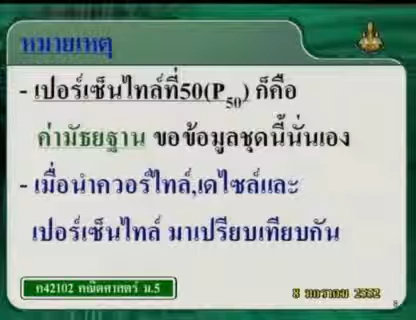 หมายเหตุ
- เปอร์เซ็นไทล์ที่50(P50) ก็คือ
ค่ามัธยฐาน ขอข้อมูลชุดนี้นั่นเอง
- เมื่อนำควอร์ไทล์,เดไซล์และ
เปอร์เซ็นไทล์ มาเปรียบเทียบกัน
ค42102 คณิตศาสตร์ ม.5
8 มกราคม 2552